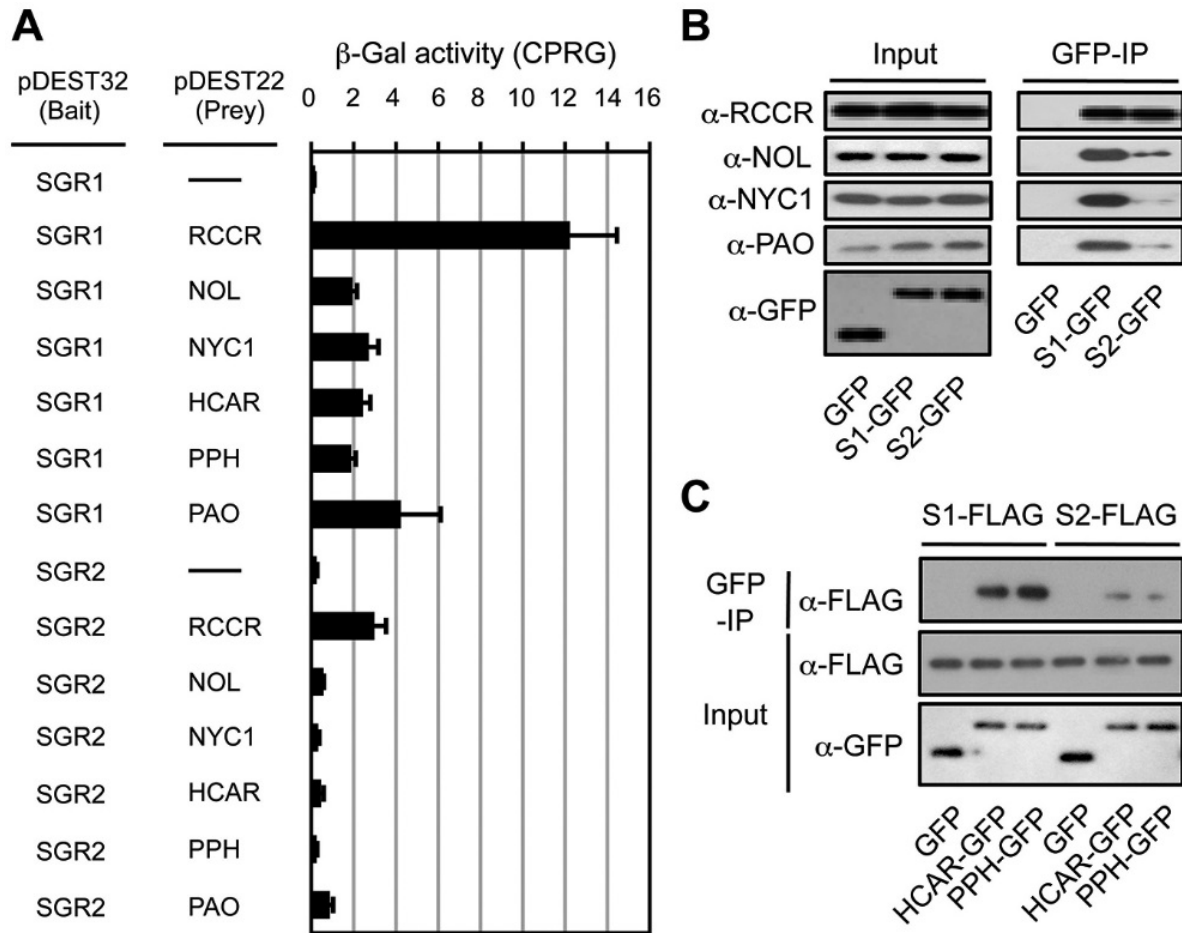 A
β-Gal activity (CPRG)
pDEST32 (Bait)
pDEST22 (Prey)
0 2 4 6 8 10 12 14 16
SGR1 —
SGR1 RCCR
SGR1 NOL
SGR1 NYC1
SGR1 HCAR
SGR1 PPH
SGR1 PAO
SGR2 —
SGR2 RCCR
SGR2 NOL
SGR2 NYC1
SGR2 HCAR
SGR2 PPH
SGR2 PAO
B
Input GFP-IP
α-RCCR
α-NOL
α-NYC1
α-PAO
α-GFP
GFP
S1-GFP
S2-GFP
GFP
S1-GFP
S2-GFP
C
S1-FLAG S2-FLAG
GFP
-IP
α-FLAG
Input
α-FLAG
α-GFP
GFP
HCAR-GFP
PPH-GFP
GFP
HCAR-GFP
PPH-GFP